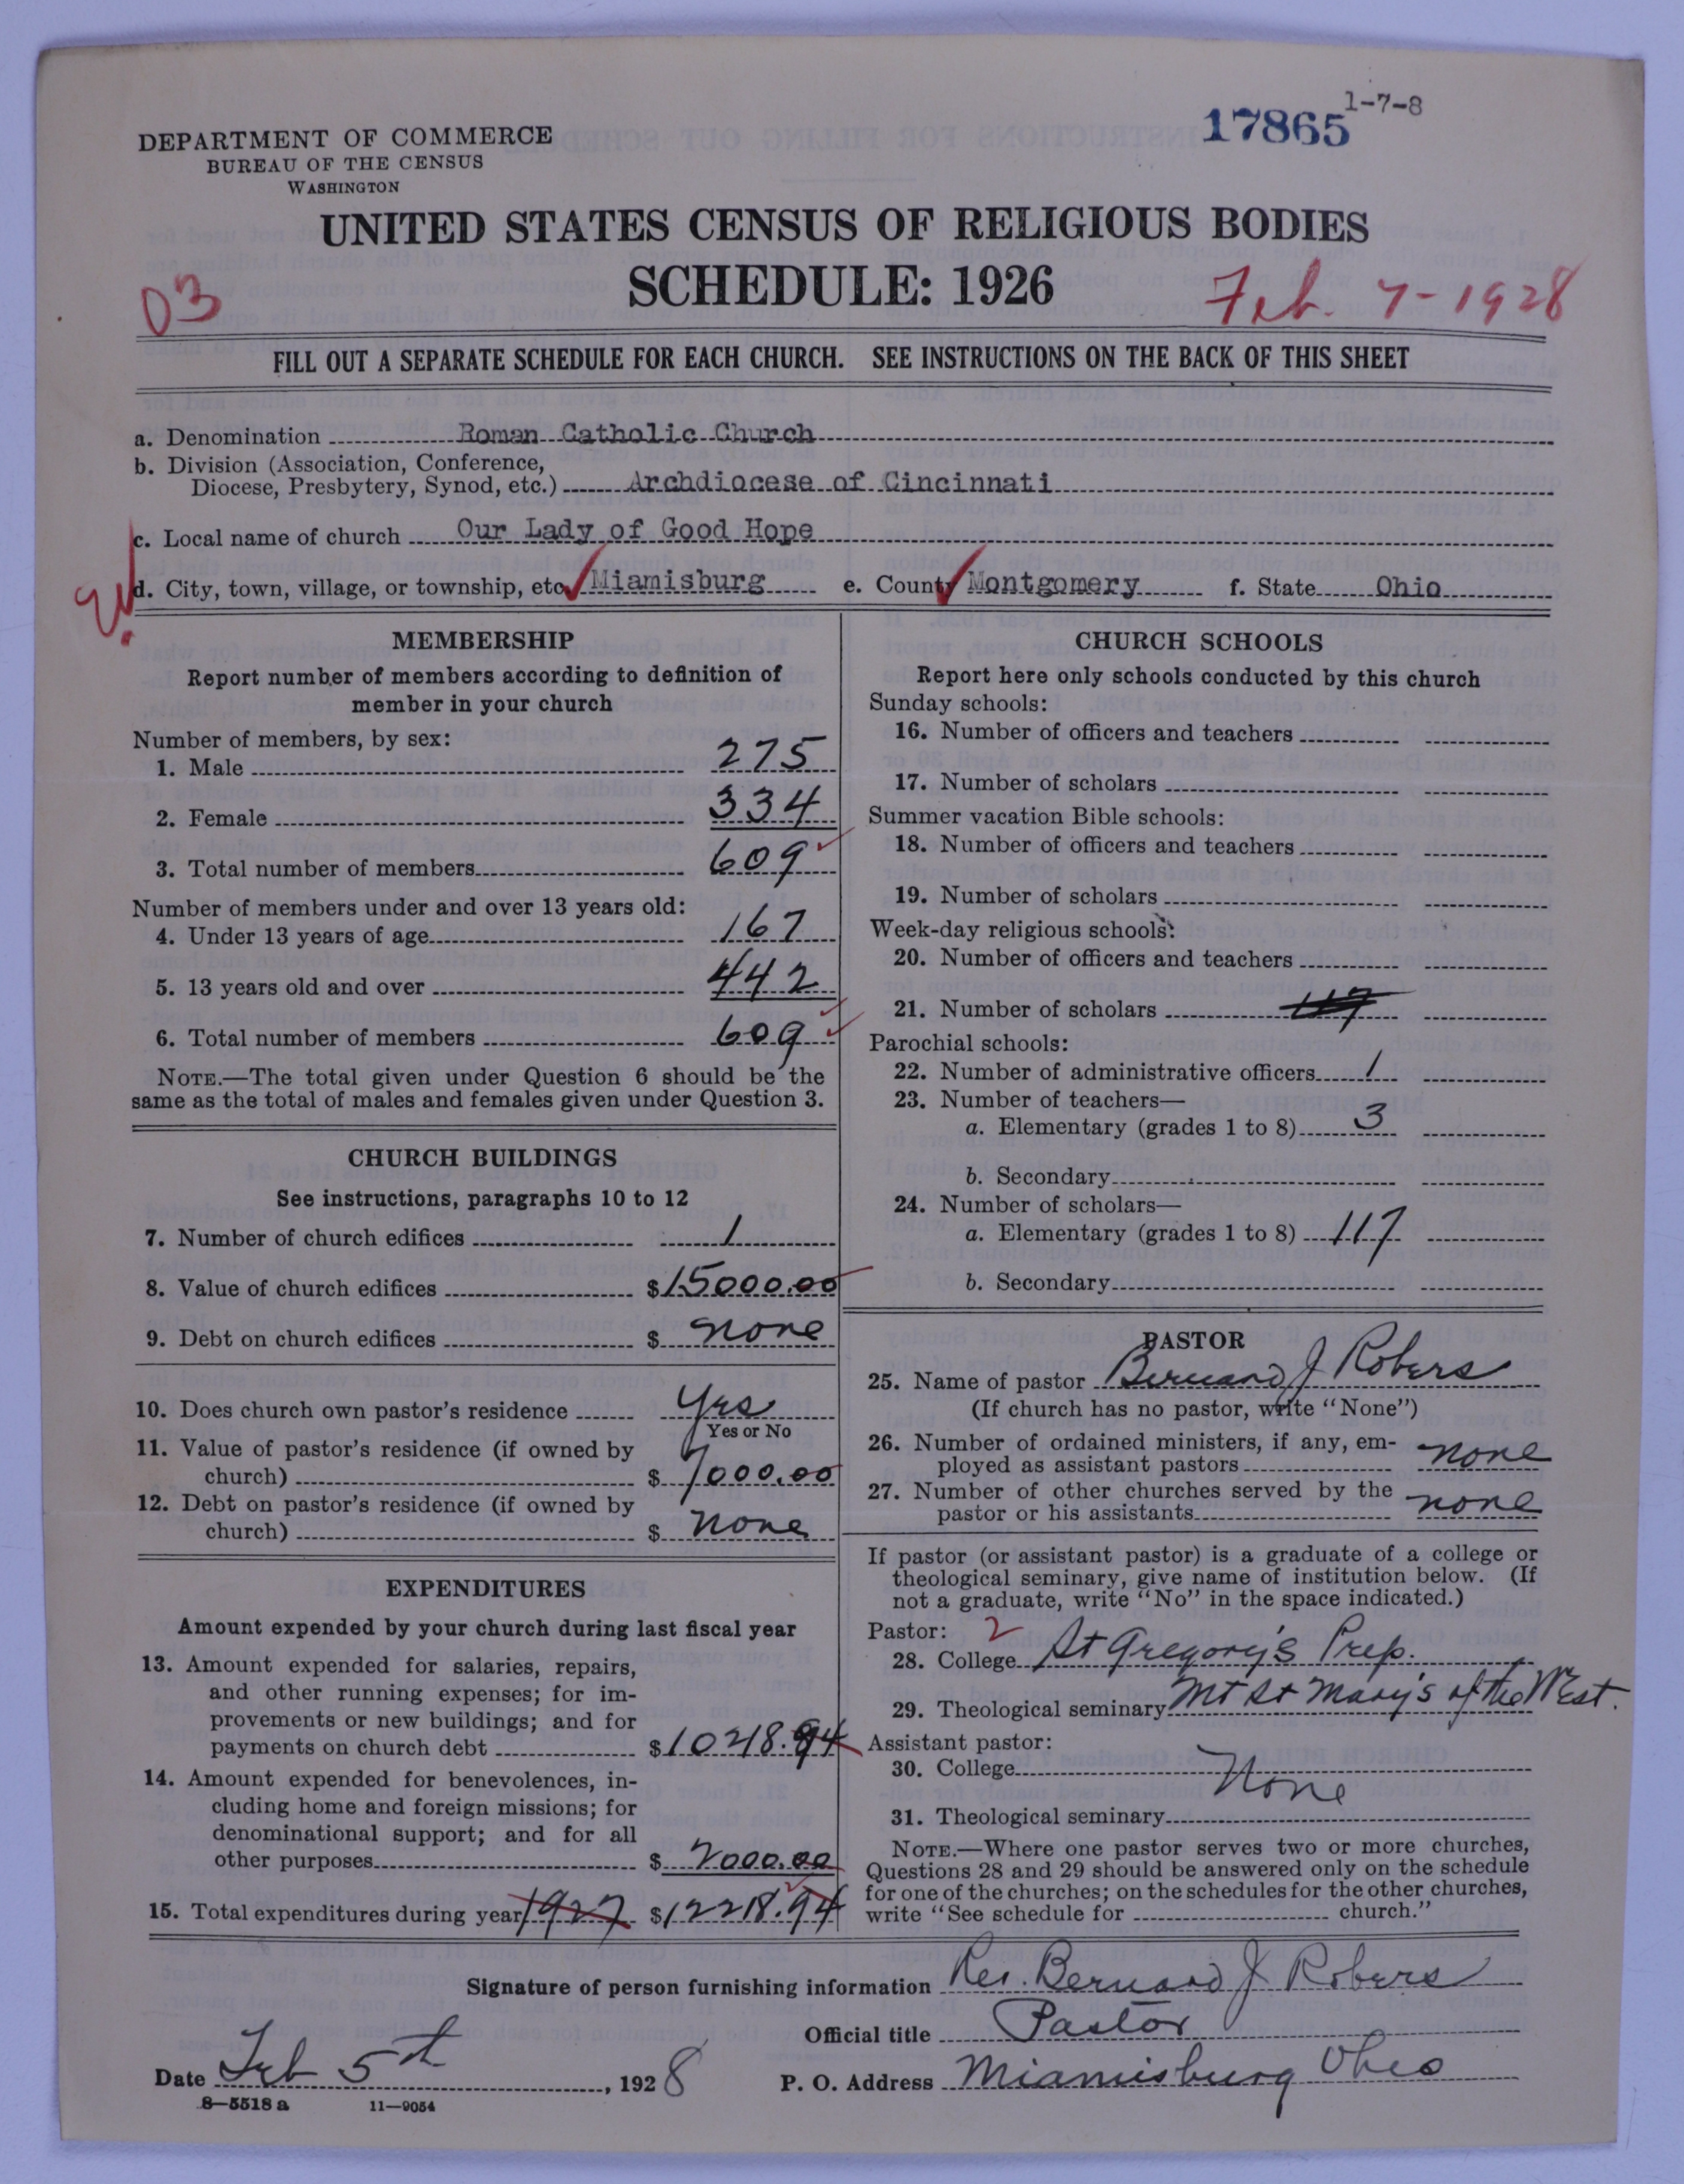 1-7-8
17865
DEPARTMENT OF COMMERCE
BUREAU OF THE CENSUS
WASHINGTON
UNITED STATES CENSUS OF RELIGIOUS BODIES
SCHEDULE: 1926
03
Feb. 7-1928
FILL OUT A SEPARATE SCHEDULE FOR EACH CHURCH. SEE INSTRUCTIONS ON THE BACK OF THIS SHEET
a. Denomination Roman Catholic Church
b. Division (Association, Conference,
Diocese, Presbytery, Synod, etc.) Archdiocese of Cincinnati
c. Local name of church Our Lady of Good Hope
d. City, town, village, or township, etc. Miamisburg e. County Montgomery f. State Ohio
MEMBERSHIP
Report number of members according to definition of
member in your church
Number of members, by sex:
1. Male 275
2. Female 334
3. Total number of members 609
Number of members under and over 13 years old:
4. Under 13 years of age 167
5. 13 years old and over 442
6. Total number of members 609
NOTE.—The total given under Question 6 should be the
same as the total of males and females given under Question 3.
CHURCH BUILDINGS
See instructions, paragraphs 10 to 12
7. Number of church edifices 1
8. Value of church edifices $15000.00
9. Debt on church edifices $ none
10. Does church own pastor's residence Yes
Yes or No
11. Value of pastor's residence (if owned by
church) $ 7000.00
12. Debt on pastor's residence (if owned by
church) $ none
EXPENDITURES
Amount expended by your church during last fiscal year
13. Amount expended for salaries, repairs,
and other running expenses; for im-
provements or new buildings; and for
payments on church debt $10218.94
14. Amount expended for benevolences, in-
cluding home and foreign missions; for
denominational support; and for all
other purposes $ 2000.00
15. Total expenditures during year 1927 $12218.94
CHURCH SCHOOLS
Report here only schools conducted by this church
Sunday schools:
16. Number of officers and teachers
17. Number of scholars
Summer vacation Bible schools:
18. Number of officers and teachers
19. Number of scholars
Week-day religious schools:
20. Number of officers and teachers
21. Number of scholars 117
Parochial schools:
22. Number of administrative officers 1
23. Number of teachers—
a. Elementary (grades 1 to 8) 3
b. Secondary
24. Number of scholars—
a. Elementary (grades 1 to 8) 117
b. Secondary
PASTOR
25. Name of pastor Bernard J Robers
(If church has no pastor, write "None")
26. Number of ordained ministers, if any, em-
ployed as assistant pastors none
27. Number of other churches served by the
pastor or his assistants none
If pastor (or assistant pastor) is a graduate of a college or
theological seminary, give name of institution below. (If
not a graduate, write "No" in the space indicated.)
Pastor: 2
28. College St Gregory's Prep.
29. Theological seminary Mt St Mary's of the West.
Assistant pastor:
30. College None
31. Theological seminary
NOTE.—Where one pastor serves two or more churches,
Questions 28 and 29 should be answered only on the schedule
for one of the churches; on the schedules for the other churches,
write "See schedule for church."
Signature of person furnishing information Rev. Bernard J Robers
Official title Pastor
Date Feb 5th, 1928 P. O. Address Miamisburg Ohio
8—5518 a 11—9054